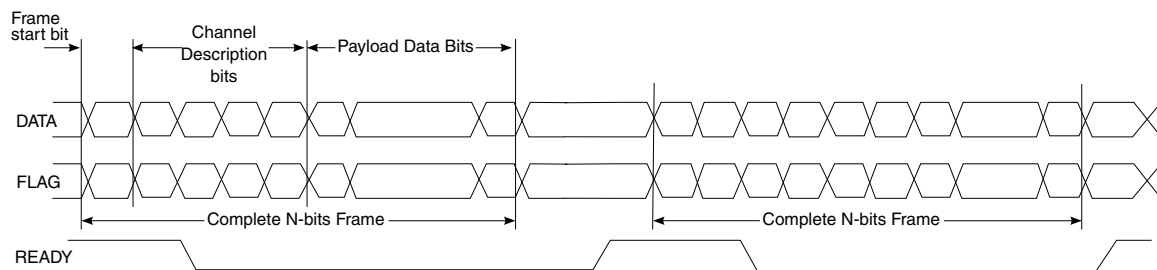 Frame
start bit
Channel
Description
bits
Payload Data Bits
DATA
FLAG
Complete N-bits Frame
Complete N-bits Frame
READY